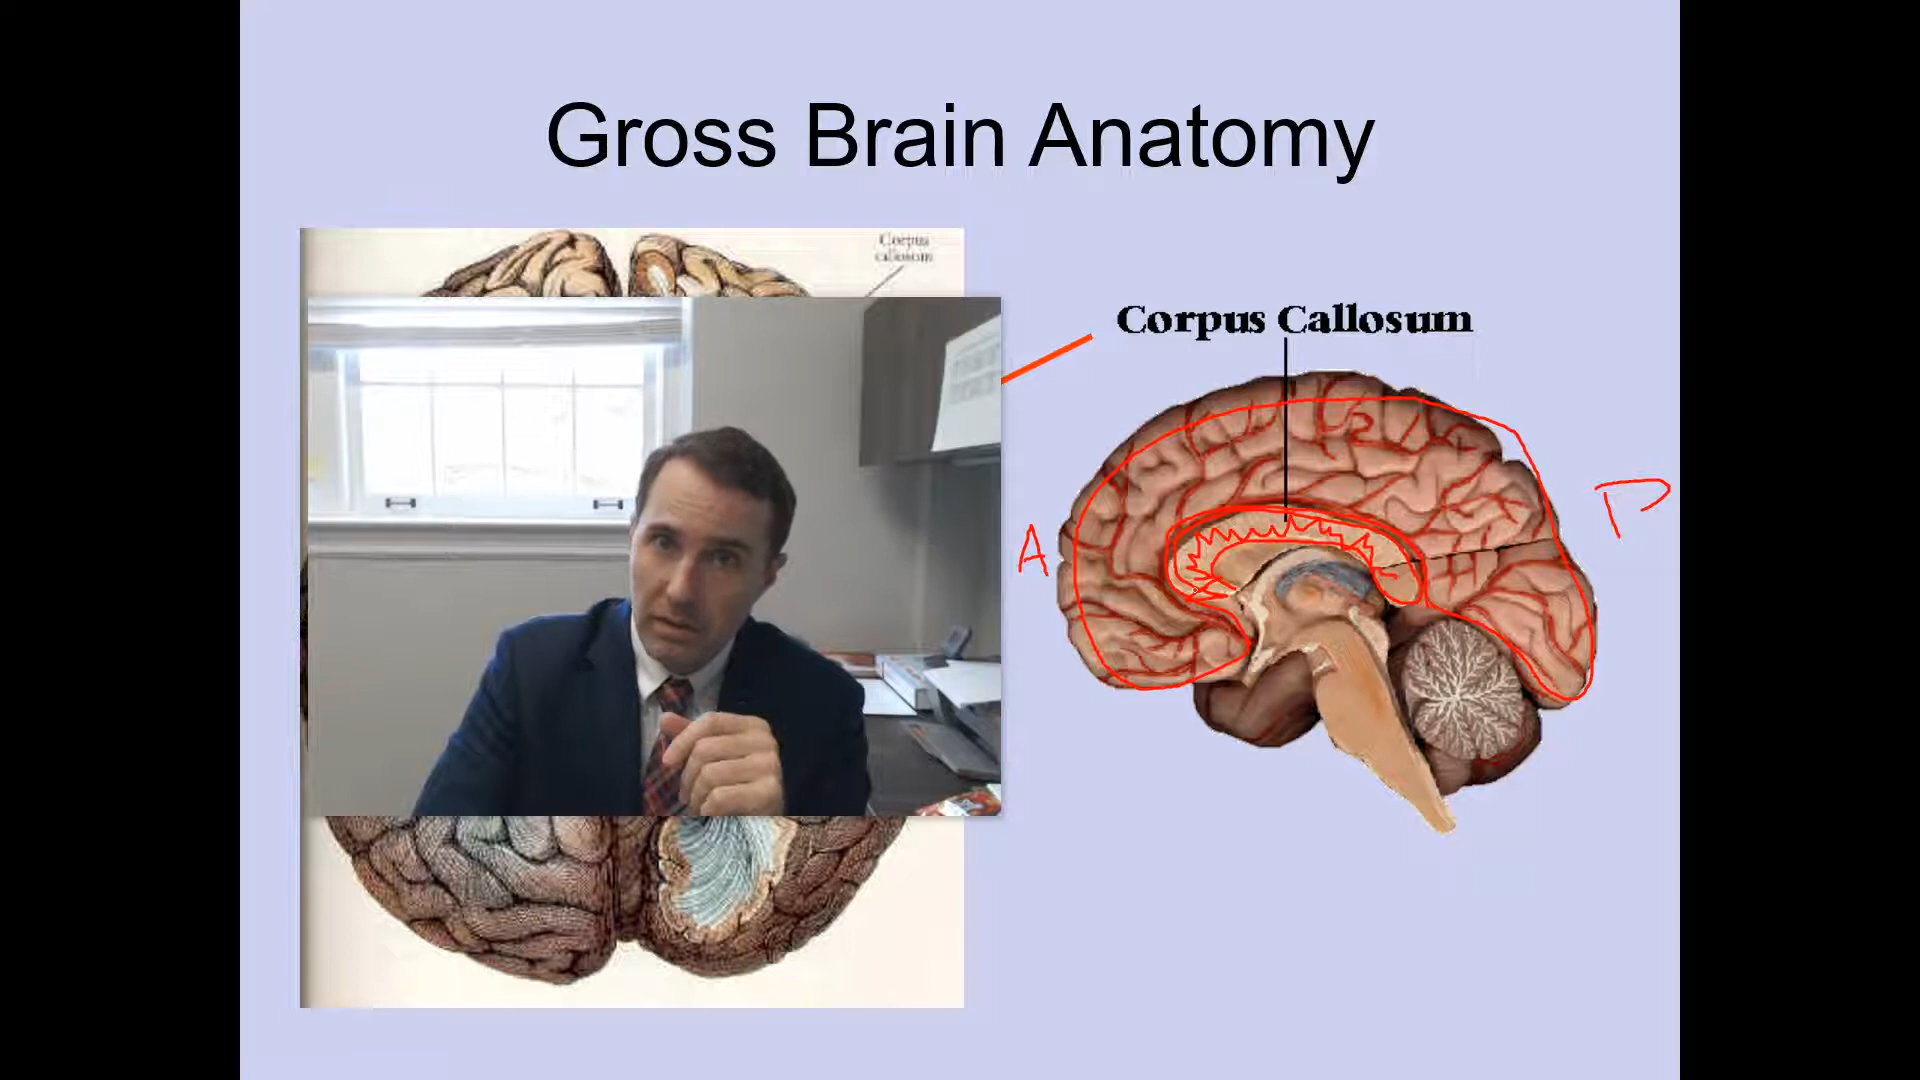 Gross Brain Anatomy
Corpus
callosum
Corpus Callosum
A
P